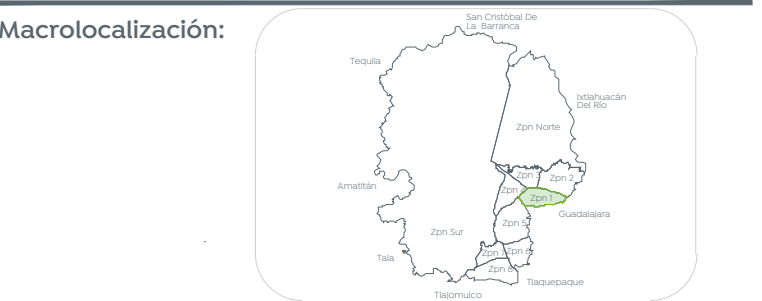 Macrolocalización:
San Cristóbal De
La Barranca
Tequila
Ixtlahuacán
Del Río
Zpn Norte
Zpn 3
Zpn 2
Amatitán
Zpn
Zpn 1
Guadalajara
Zpn 5
Zpn Sur
Zpn 7
Zpn 6
Tala
Zpn 8
Tlaquepaque
Tlajomulco